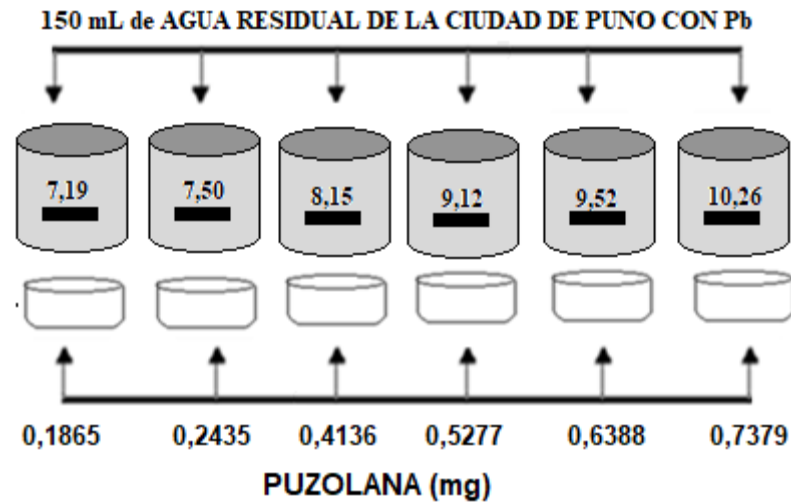 150 mL de AGUA RESIDUAL DE LA CIUDAD DE PUNO CON Pb
7,19 7,50 8,15 9,12 9,52 10,26
0,1865 0,2435 0,4136 0,5277 0,6388 0,7379
PUZOLANA (mg)